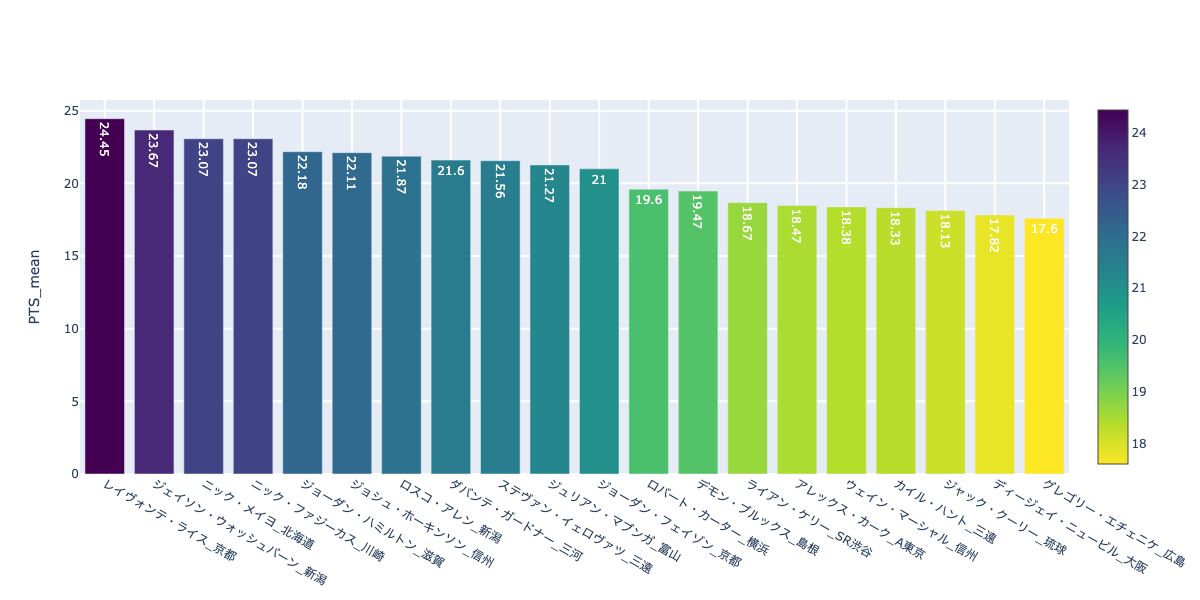 PTS_mean
25
20
15
10
5
0
24.45
23.67
23.07
23.07
22.18
22.11
21.87
21.6
21.56
21.27
21
19.6
19.47
18.67
18.47
18.38
18.33
18.13
17.82
17.6
レイヴォンテ・ライス_京都
ジェイソン・ウォッシュバーン_新潟
ニック・メイヨ_北海道
ニック・ファジーカス_川崎
ジョーダン・ハミルトン_滋賀
ジョシュ・ホーキンソン_信州
ロスコ・アレン_新潟
ダバンテ・ガードナー_三河
ステヴァン・イェロヴァツ_三遠
ジュリアン・マブンガ_富山
ジョーダン・フェイゾン_京都
ロバート・カーター_横浜
デモン・ブルックス_島根
ライアン・ケリー_SR渋谷
アレックス・カーク_A東京
ウェイン・マーシャル_信州
カイル・ハント_三遠
ジャック・クーリー_琉球
ディージェイ・ニュービル_大阪
グレゴリー・エチェニケ_広島
24
23
22
21
20
19
18